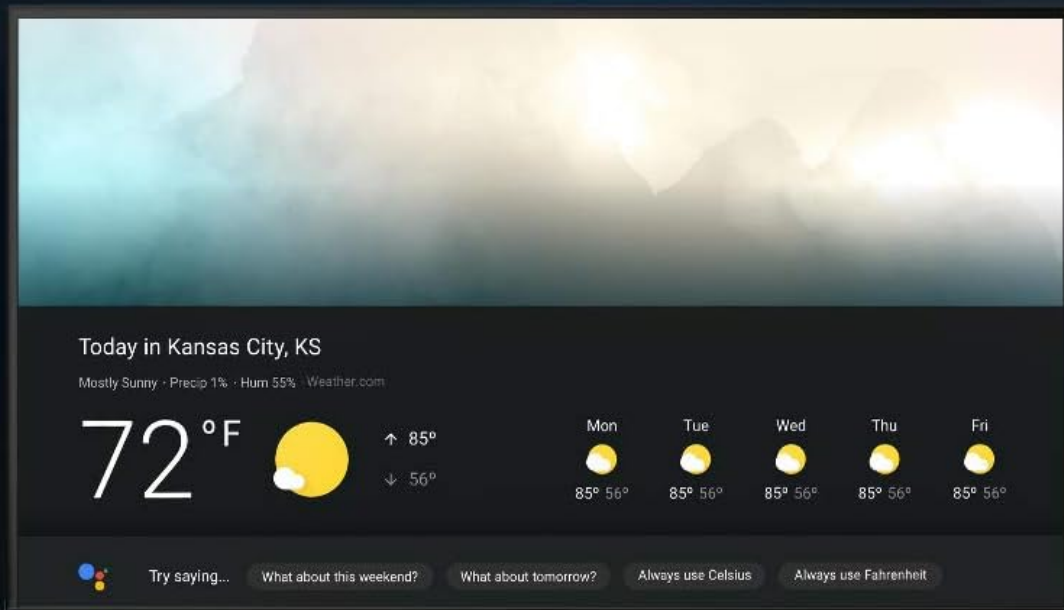 Today in Kansas City, KS
Mostly Sunny · Precip 1% · Hum 55% · Weather.com
72°F
↑ 85°
↓ 56°
Mon Tue Wed Thu Fri
85° 56° 85° 56° 85° 56° 85° 56° 85° 56°
Try saying... What about this weekend? What about tomorrow? Always use Celsius Always use Fahrenheit